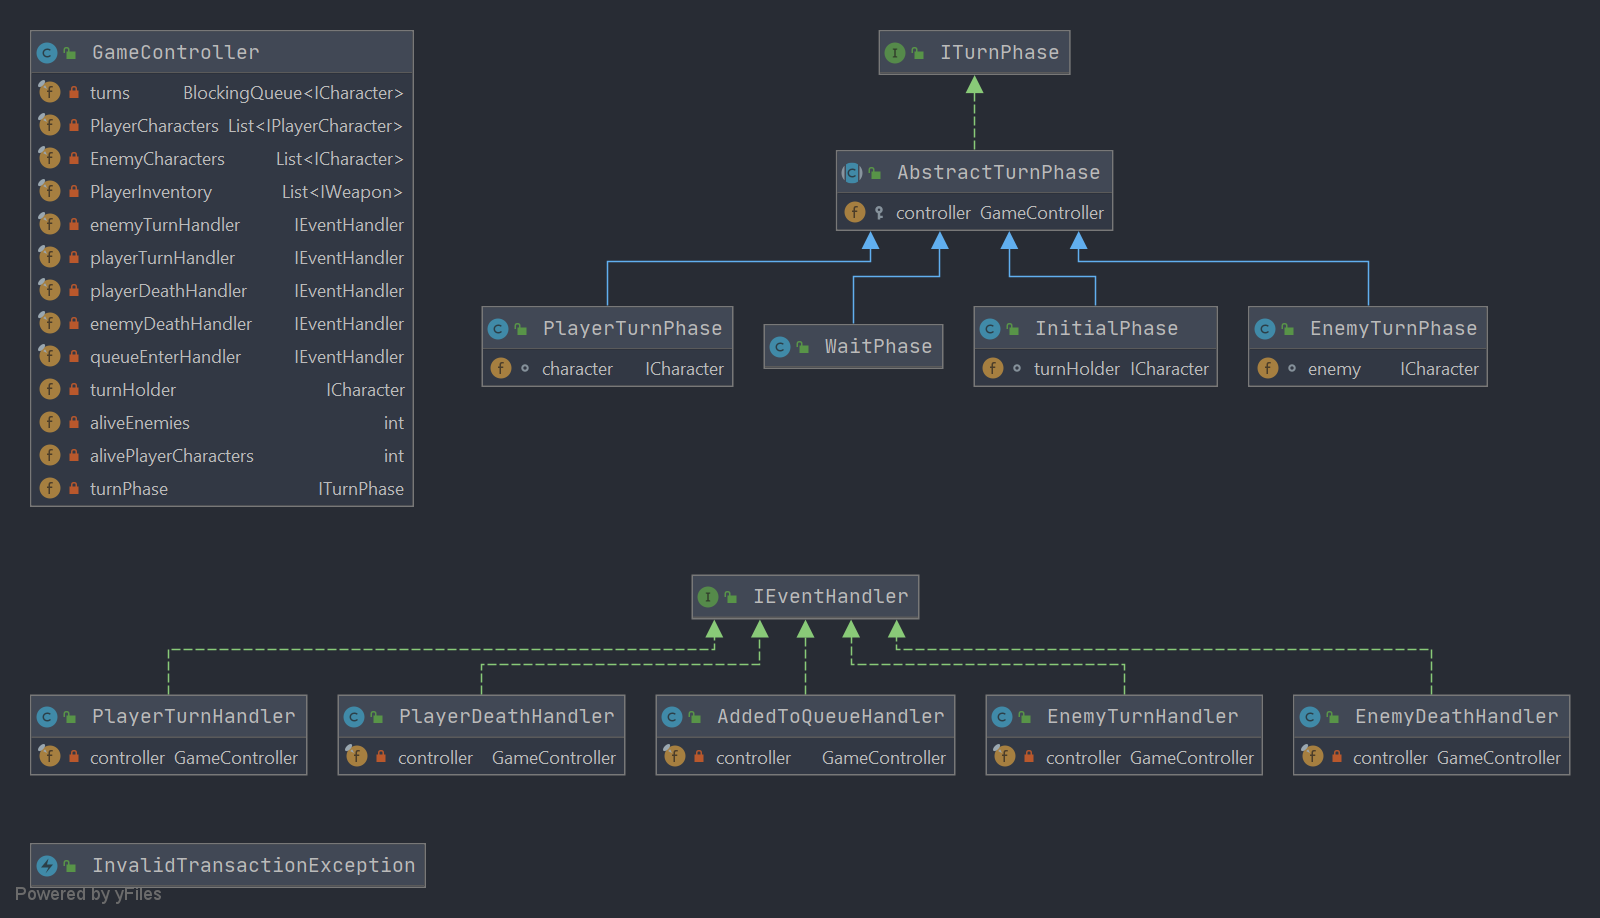 GameController
turns BlockingQueue<ICharacter>
PlayerCharacters List<IPlayerCharacter>
EnemyCharacters List<ICharacter>
PlayerInventory List<IWeapon>
enemyTurnHandler IEventHandler
playerTurnHandler IEventHandler
playerDeathHandler IEventHandler
enemyDeathHandler IEventHandler
queueEnterHandler IEventHandler
turnHolder ICharacter
aliveEnemies int
alivePlayerCharacters int
turnPhase ITurnPhase
ITurnPhase
AbstractTurnPhase
controller GameController
PlayerTurnPhase
character ICharacter
WaitPhase
InitialPhase
turnHolder ICharacter
EnemyTurnPhase
enemy ICharacter
IEventHandler
PlayerTurnHandler
controller GameController
PlayerDeathHandler
controller GameController
AddedToQueueHandler
controller GameController
EnemyTurnHandler
controller GameController
EnemyDeathHandler
controller GameController
InvalidTransactionException
Powered by yFiles